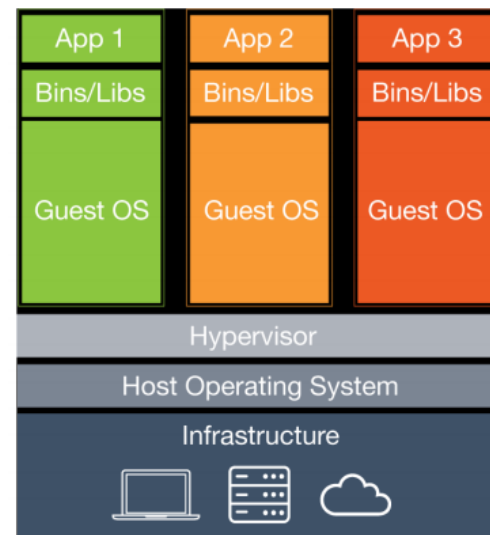 App 1 App 2 App 3
Bins/Libs Bins/Libs Bins/Libs
Guest OS Guest OS Guest OS
Hypervisor
Host Operating System
Infrastructure